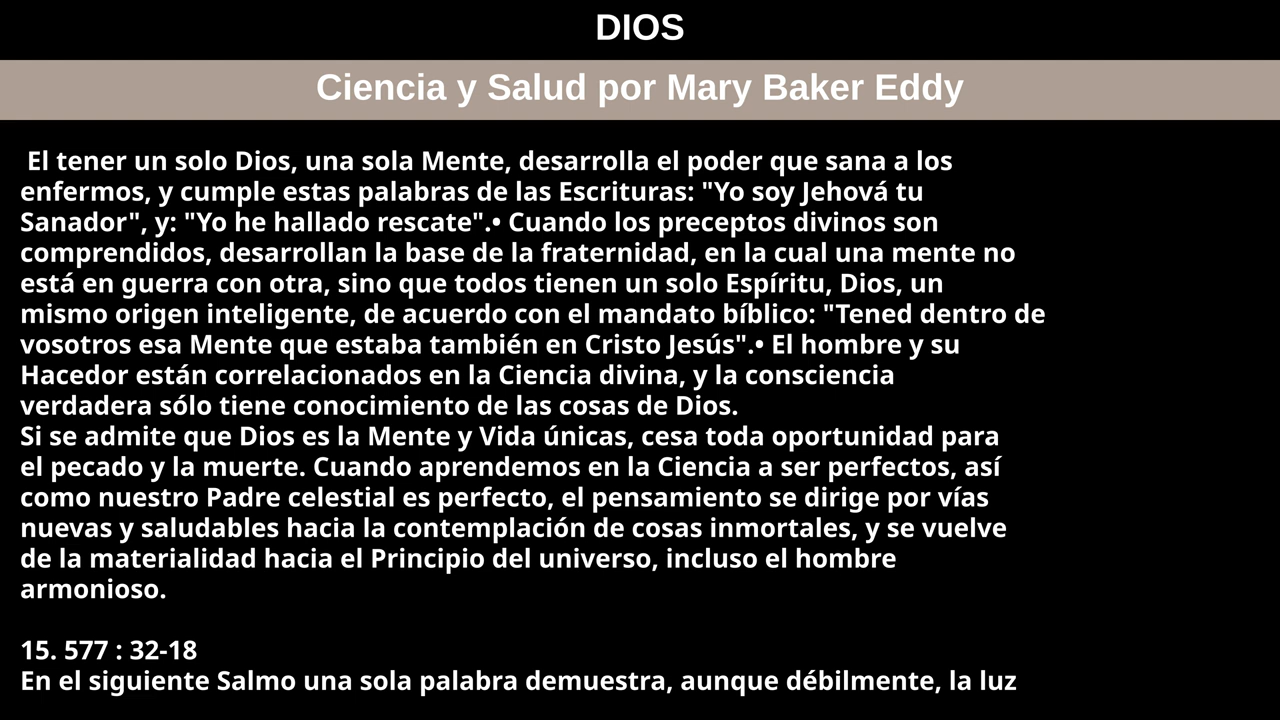 DIOS
Ciencia y Salud por Mary Baker Eddy
El tener un solo Dios, una sola Mente, desarrolla el poder que sana a los
enfermos, y cumple estas palabras de las Escrituras: "Yo soy Jehová tu
Sanador", y: "Yo he hallado rescate".• Cuando los preceptos divinos son
comprendidos, desarrollan la base de la fraternidad, en la cual una mente no
está en guerra con otra, sino que todos tienen un solo Espíritu, Dios, un
mismo origen inteligente, de acuerdo con el mandato bíblico: "Tened dentro de
vosotros esa Mente que estaba también en Cristo Jesús".• El hombre y su
Hacedor están correlacionados en la Ciencia divina, y la consciencia
verdadera sólo tiene conocimiento de las cosas de Dios.
Si se admite que Dios es la Mente y Vida únicas, cesa toda oportunidad para
el pecado y la muerte. Cuando aprendemos en la Ciencia a ser perfectos, así
como nuestro Padre celestial es perfecto, el pensamiento se dirige por vías
nuevas y saludables hacia la contemplación de cosas inmortales, y se vuelve
de la materialidad hacia el Principio del universo, incluso el hombre
armonioso.
15. 577 : 32-18
En el siguiente Salmo una sola palabra demuestra, aunque débilmente, la luz